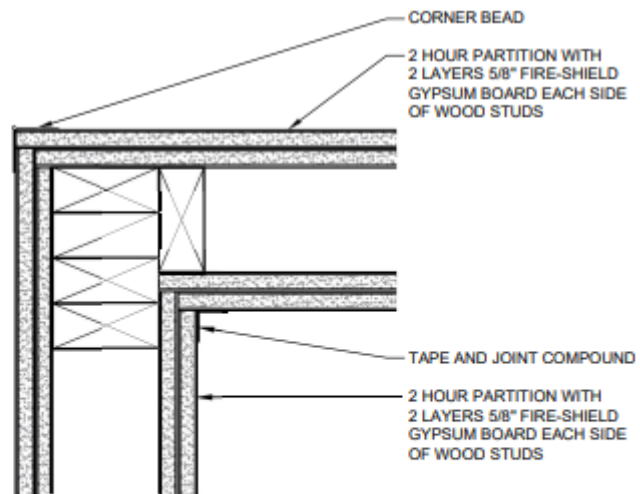 CORNER BEAD
2 HOUR PARTITION WITH
2 LAYERS 5/8" FIRE-SHIELD
GYPSUM BOARD EACH SIDE
OF WOOD STUDS
TAPE AND JOINT COMPOUND
2 HOUR PARTITION WITH
2 LAYERS 5/8" FIRE-SHIELD
GYPSUM BOARD EACH SIDE
OF WOOD STUDS